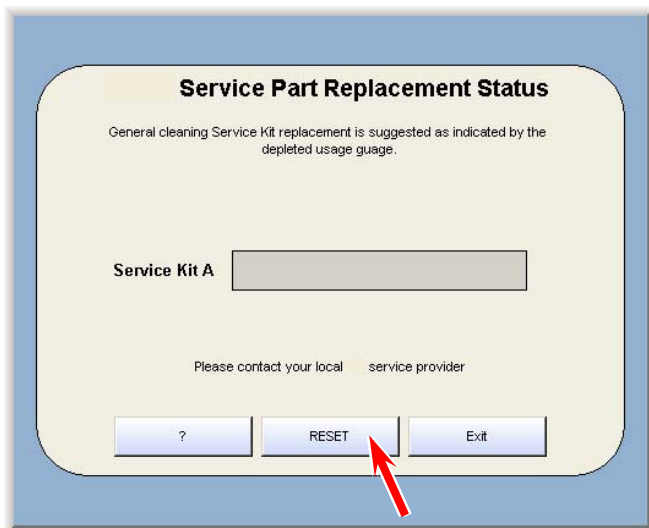 Service Part Replacement Status
General cleaning Service Kit replacement is suggested as indicated by the
depleted usage guage.
Service Kit A
Please contact your local service provider
? RESET Exit